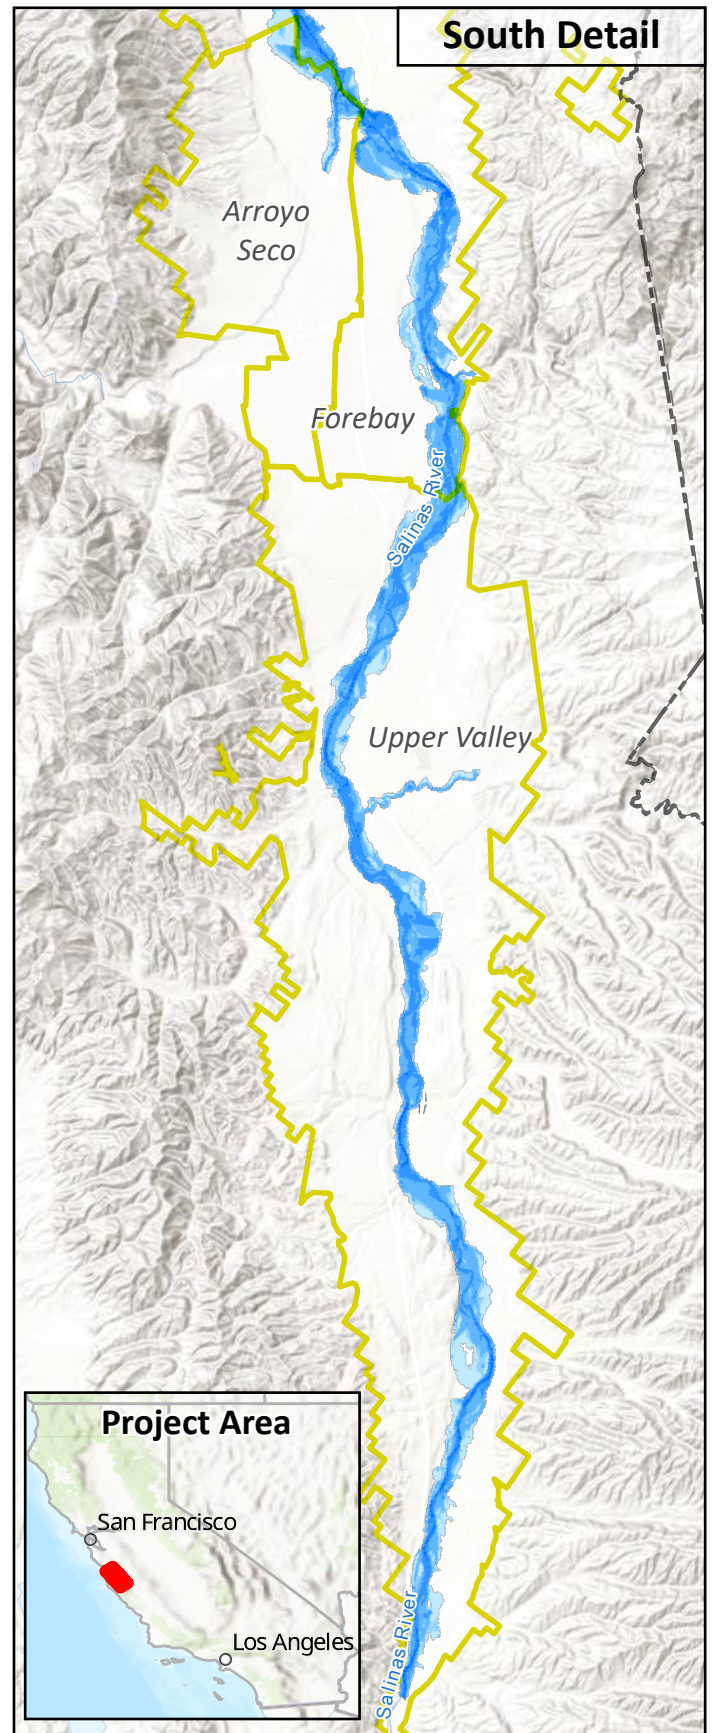 South Detail
Arroyo
Seco
Forebay
Salinas River
Upper Valley
Project Area
San Francisco
Los Angeles
Salinas River